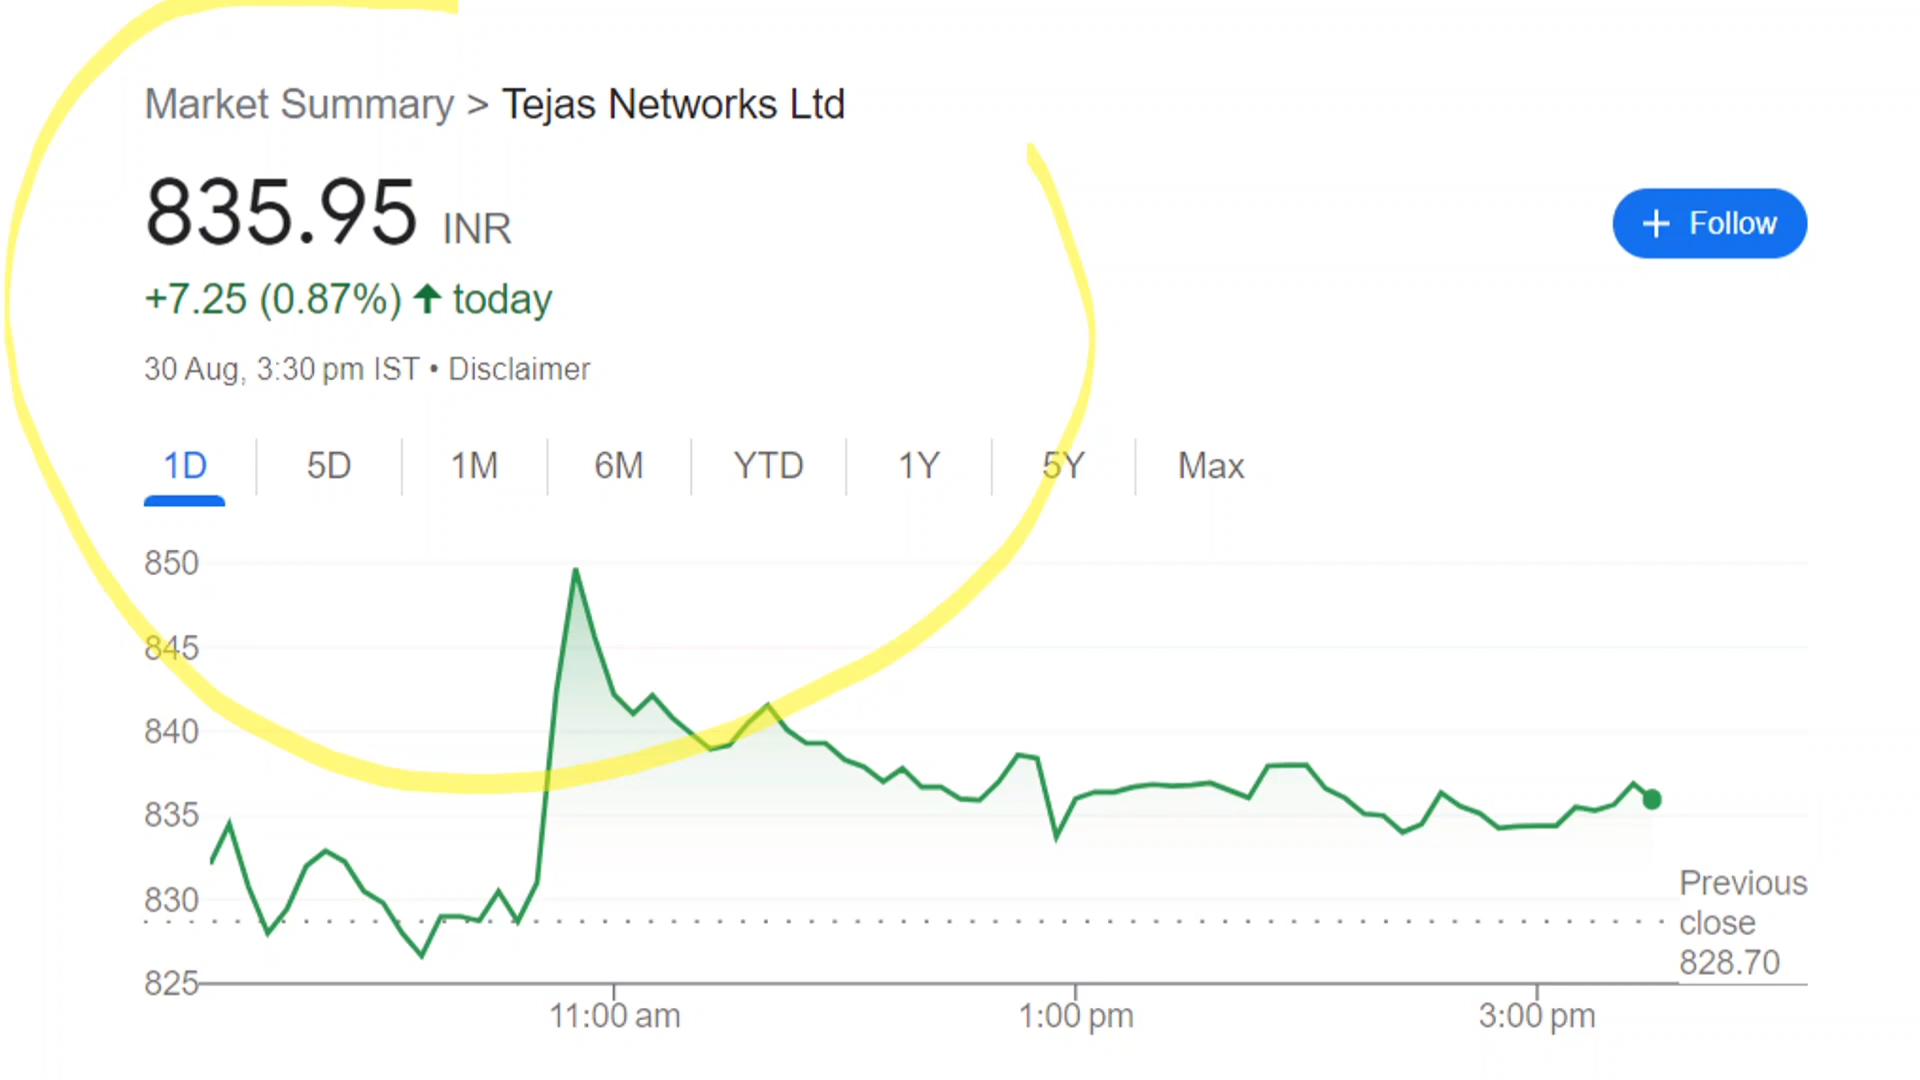 Market Summary > Tejas Networks Ltd
835.95 INR
+ Follow
+7.25 (0.87%) ↑ today
30 Aug, 3:30 pm IST • Disclaimer
1D 5D 1M 6M YTD 1Y 5Y Max
850
845
840
835
830
825
Previous
close
828.70
11:00 am 1:00 pm 3:00 pm